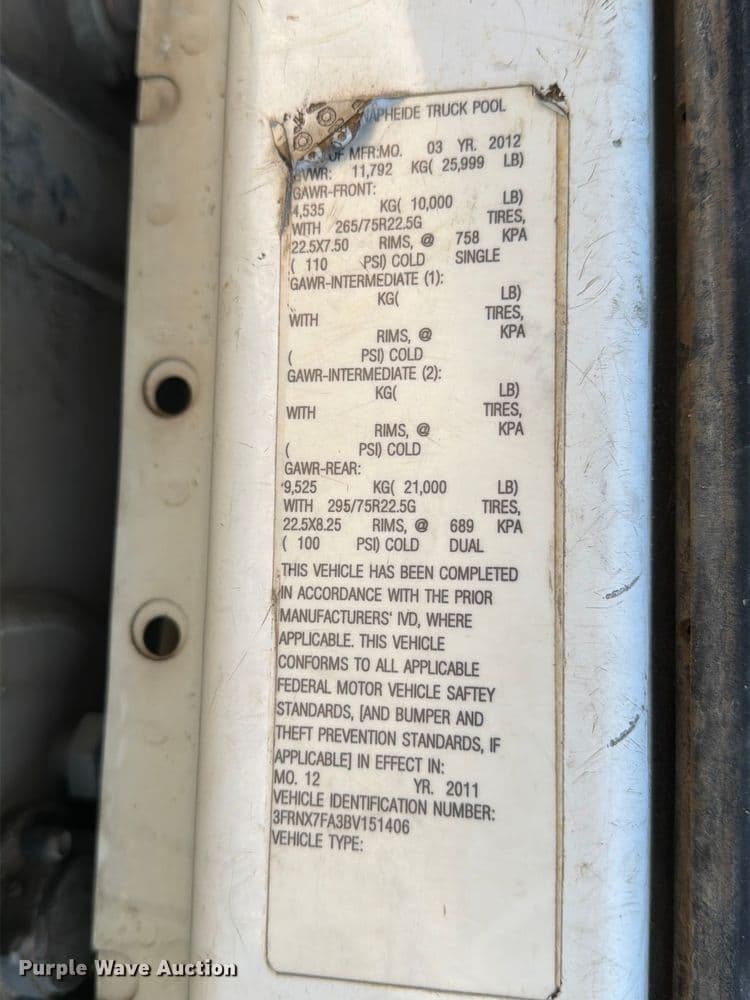 NAPHEIDE TRUCK POOL
OF MFR:MO. 03 YR. 2012
GVWR: 11,792 KG( 25,999 LB)
GAWR-FRONT:
4,535 KG( 10,000 LB)
WITH 265/75R22.5G TIRES,
22.5X7.50 RIMS, @ 758 KPA
( 110 PSI) COLD SINGLE
GAWR-INTERMEDIATE (1):
KG( LB)
WITH TIRES,
RIMS, @ KPA
( PSI) COLD
GAWR-INTERMEDIATE (2):
KG( LB)
WITH TIRES,
RIMS, @ KPA
( PSI) COLD
GAWR-REAR:
9,525 KG( 21,000 LB)
WITH 295/75R22.5G TIRES,
22.5X8.25 RIMS, @ 689 KPA
( 100 PSI) COLD DUAL
THIS VEHICLE HAS BEEN COMPLETED
IN ACCORDANCE WITH THE PRIOR
MANUFACTURERS' IVD, WHERE
APPLICABLE. THIS VEHICLE
CONFORMS TO ALL APPLICABLE
FEDERAL MOTOR VEHICLE SAFTEY
STANDARDS, [AND BUMPER AND
THEFT PREVENTION STANDARDS, IF
APPLICABLE] IN EFFECT IN:
MO. 12 YR. 2011
VEHICLE IDENTIFICATION NUMBER:
3FRNX7FA3BV151406
VEHICLE TYPE:
Purple Wave Auction